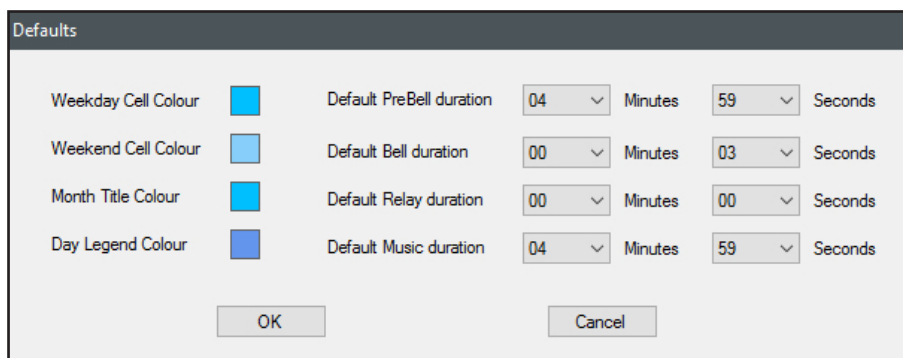 Defaults
Weekday Cell Colour Default PreBell duration 04 Minutes 59 Seconds
Weekend Cell Colour Default Bell duration 00 Minutes 03 Seconds
Month Title Colour Default Relay duration 00 Minutes 00 Seconds
Day Legend Colour Default Music duration 04 Minutes 59 Seconds
OK Cancel